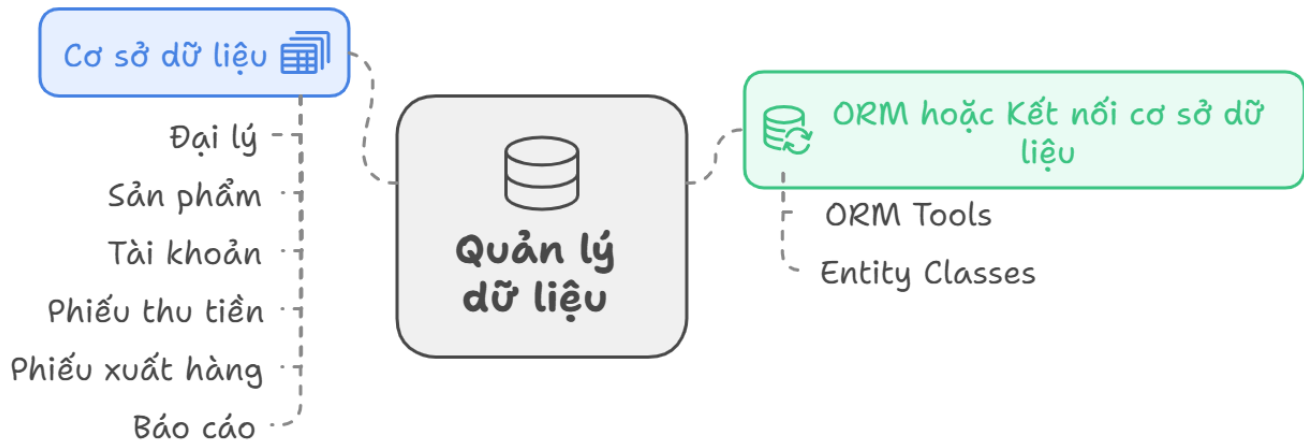 Cơ sở dữ liệu
Đại lý
Sản phẩm
Tài khoản
Phiếu thu tiền
Phiếu xuất hàng
Báo cáo
Quản lý
dữ liệu
ORM hoặc Kết nối cơ sở dữ
liệu
ORM Tools
Entity Classes